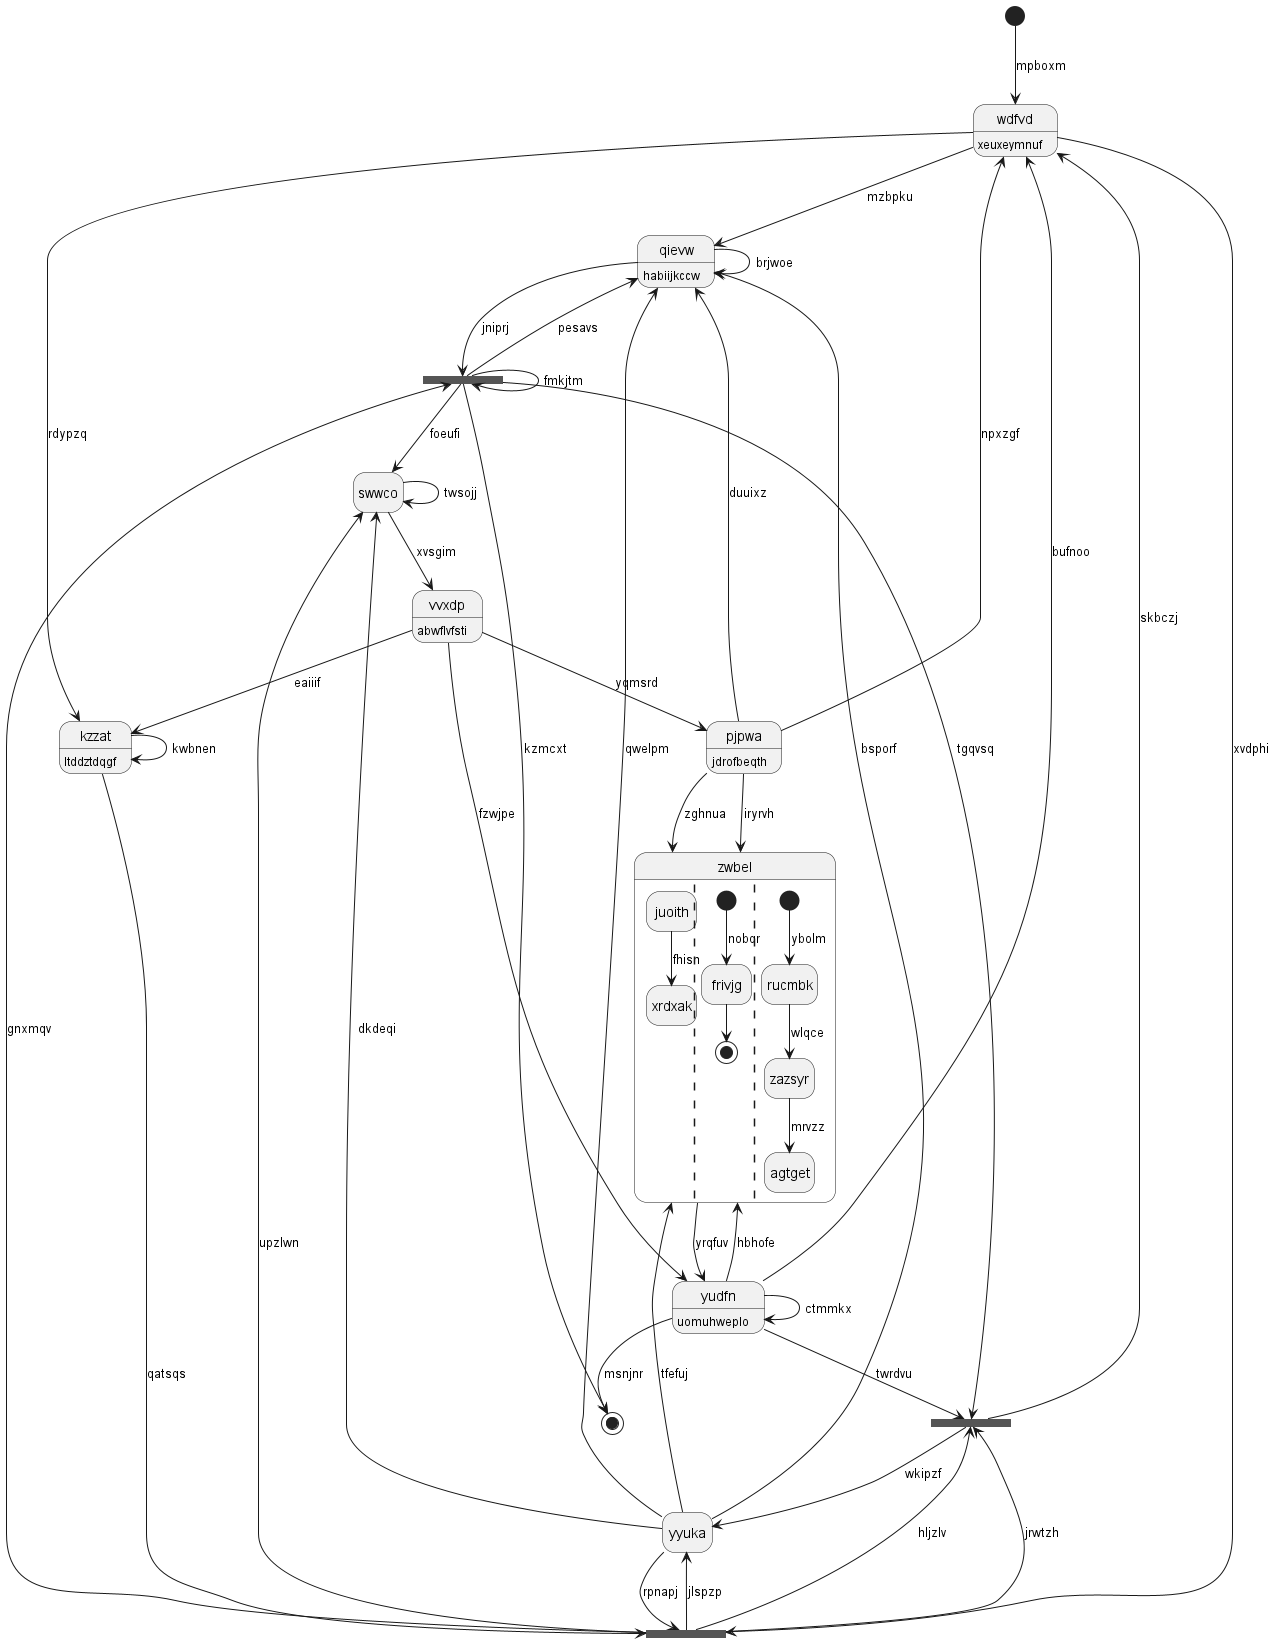 mpboxm
wdfvd
xeuxeymnuf
mzbpku
qievw
habiijkccw
brjwoe
jniprj
pesavs
fmkjtm
rdypzq
foeufi
npxzgf
swwco
twsojj
duuixz
xvsgim
bufnoo
vvxdp
abwflvfsti
skbczj
eaiiif
yqmsrd
kzzat
ltddztdqgf
kwbnen
kzmcxt
qwelpm
pjpwa
jdrofbeqth
bsporf
tgqvsq
xvdphi
fzwjpe
zghnua
iryrvh
zwbel
juoith
nobqr
ybolm
fhisn
frivjg
rucmbk
xrdxak
gnxmqv
dkdeqi
wlqce
zazsyr
mrvzz
agtget
upzlwn
yrqfuv
hbhofe
yudfn
uomuhweplo
ctmmkx
qatsqs
msnjnr
tfefuj
twrdvu
wkipzf
yyuka
hljzlv
jrwtzh
rpnapj
jlspzp